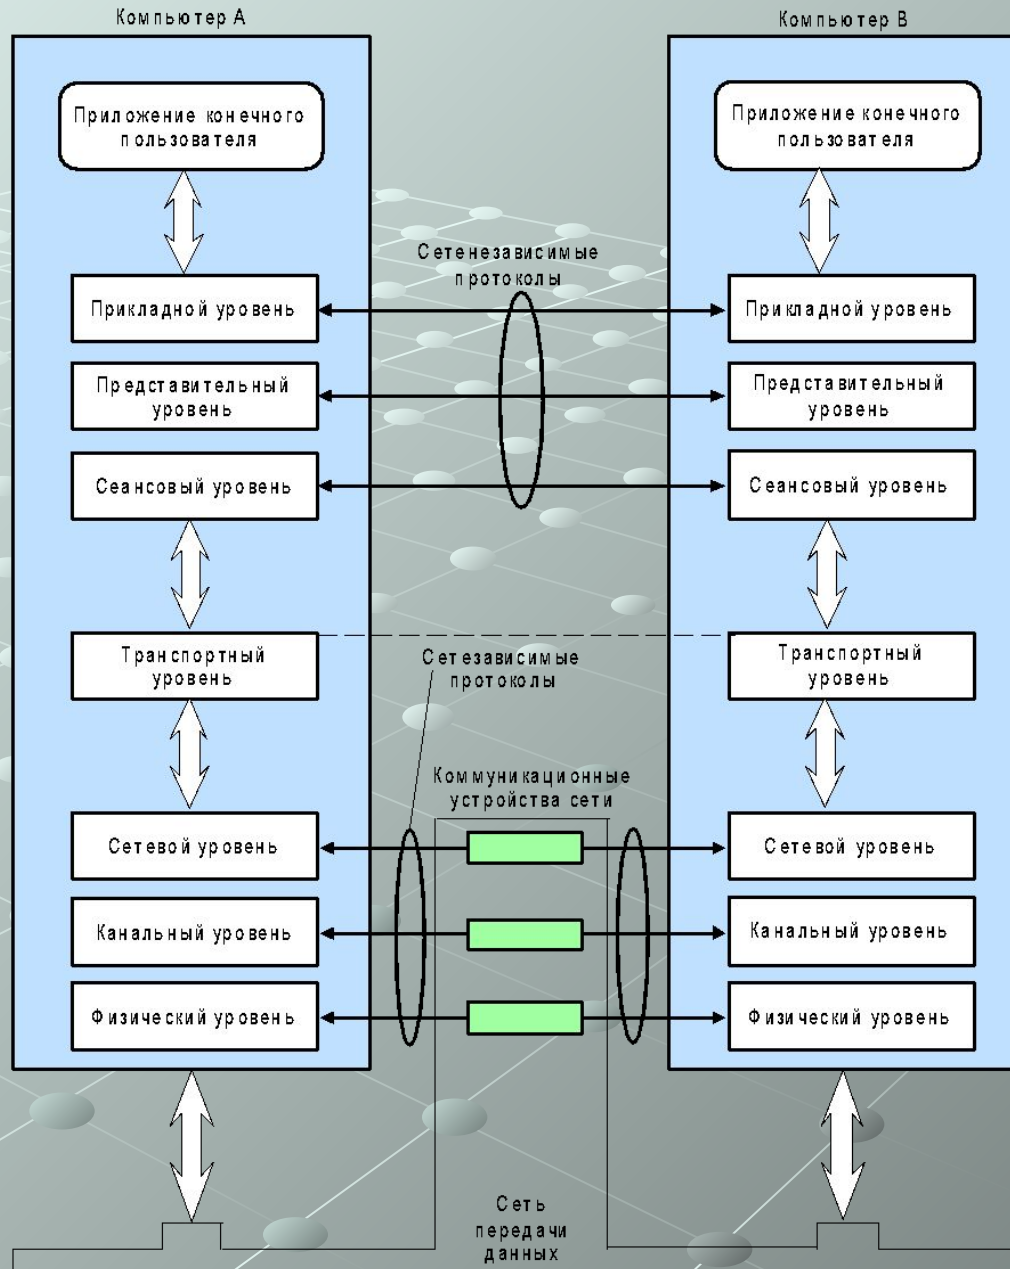 Компьютер А
Компьютер В
Приложение конечного
пользователя
Приложение конечного
пользователя
Сетенезависимые
протоколы
Прикладной уровень
Прикладной уровень
Представительный
уровень
Представительный
уровень
Сеансовый уровень
Сеансовый уровень
Транспортный
уровень
Сетезависимые
протоколы
Транспортный
уровень
Коммуникационные
устройства сети
Сетевой уровень
Сетевой уровень
Канальный уровень
Канальный уровень
Физический уровень
Физический уровень
Сеть
передачи
данных